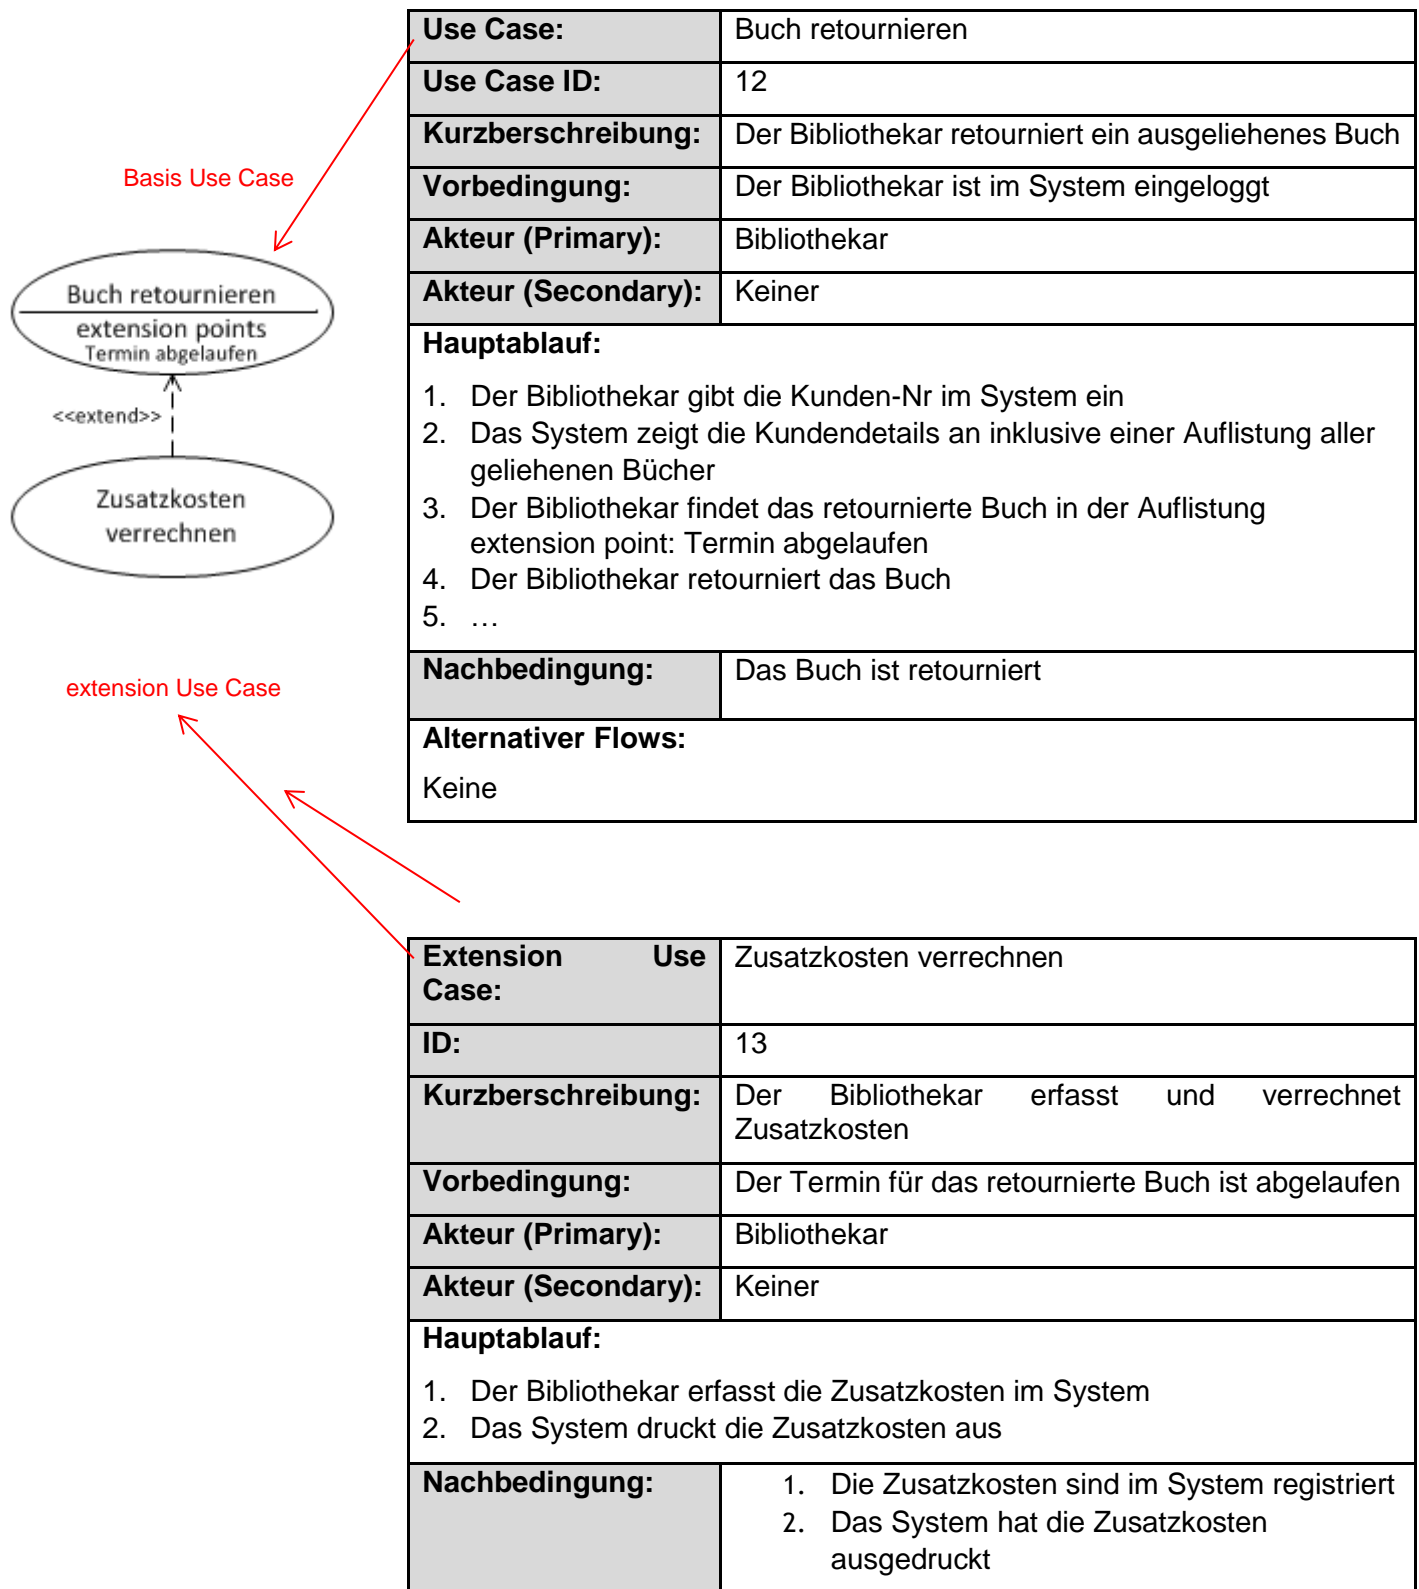 Basis Use Case
Buch retournieren
extension points
Termin abgelaufen
<<extend>>
Zusatzkosten
verrechnen
extension Use Case
Use Case: Buch retournieren
Use Case ID: 12
Kurzberschreibung: Der Bibliothekar retourniert ein ausgeliehenes Buch
Vorbedingung: Der Bibliothekar ist im System eingeloggt
Akteur (Primary): Bibliothekar
Akteur (Secondary): Keiner
Hauptablauf:
1. Der Bibliothekar gibt die Kunden-Nr im System ein
2. Das System zeigt die Kundendetails an inklusive einer Auflistung aller
geliehenen Bücher
3. Der Bibliothekar findet das retournierte Buch in der Auflistung
extension point: Termin abgelaufen
4. Der Bibliothekar retourniert das Buch
5. …
Nachbedingung: Das Buch ist retourniert
Alternativer Flows:
Keine
Extension Use Zusatzkosten verrechnen
Case:
ID: 13
Kurzberschreibung: Der Bibliothekar erfasst und verrechnet
Zusatzkosten
Vorbedingung: Der Termin für das retournierte Buch ist abgelaufen
Akteur (Primary): Bibliothekar
Akteur (Secondary): Keiner
Hauptablauf:
1. Der Bibliothekar erfasst die Zusatzkosten im System
2. Das System druckt die Zusatzkosten aus
Nachbedingung: 1. Die Zusatzkosten sind im System registriert
2. Das System hat die Zusatzkosten
ausgedruckt